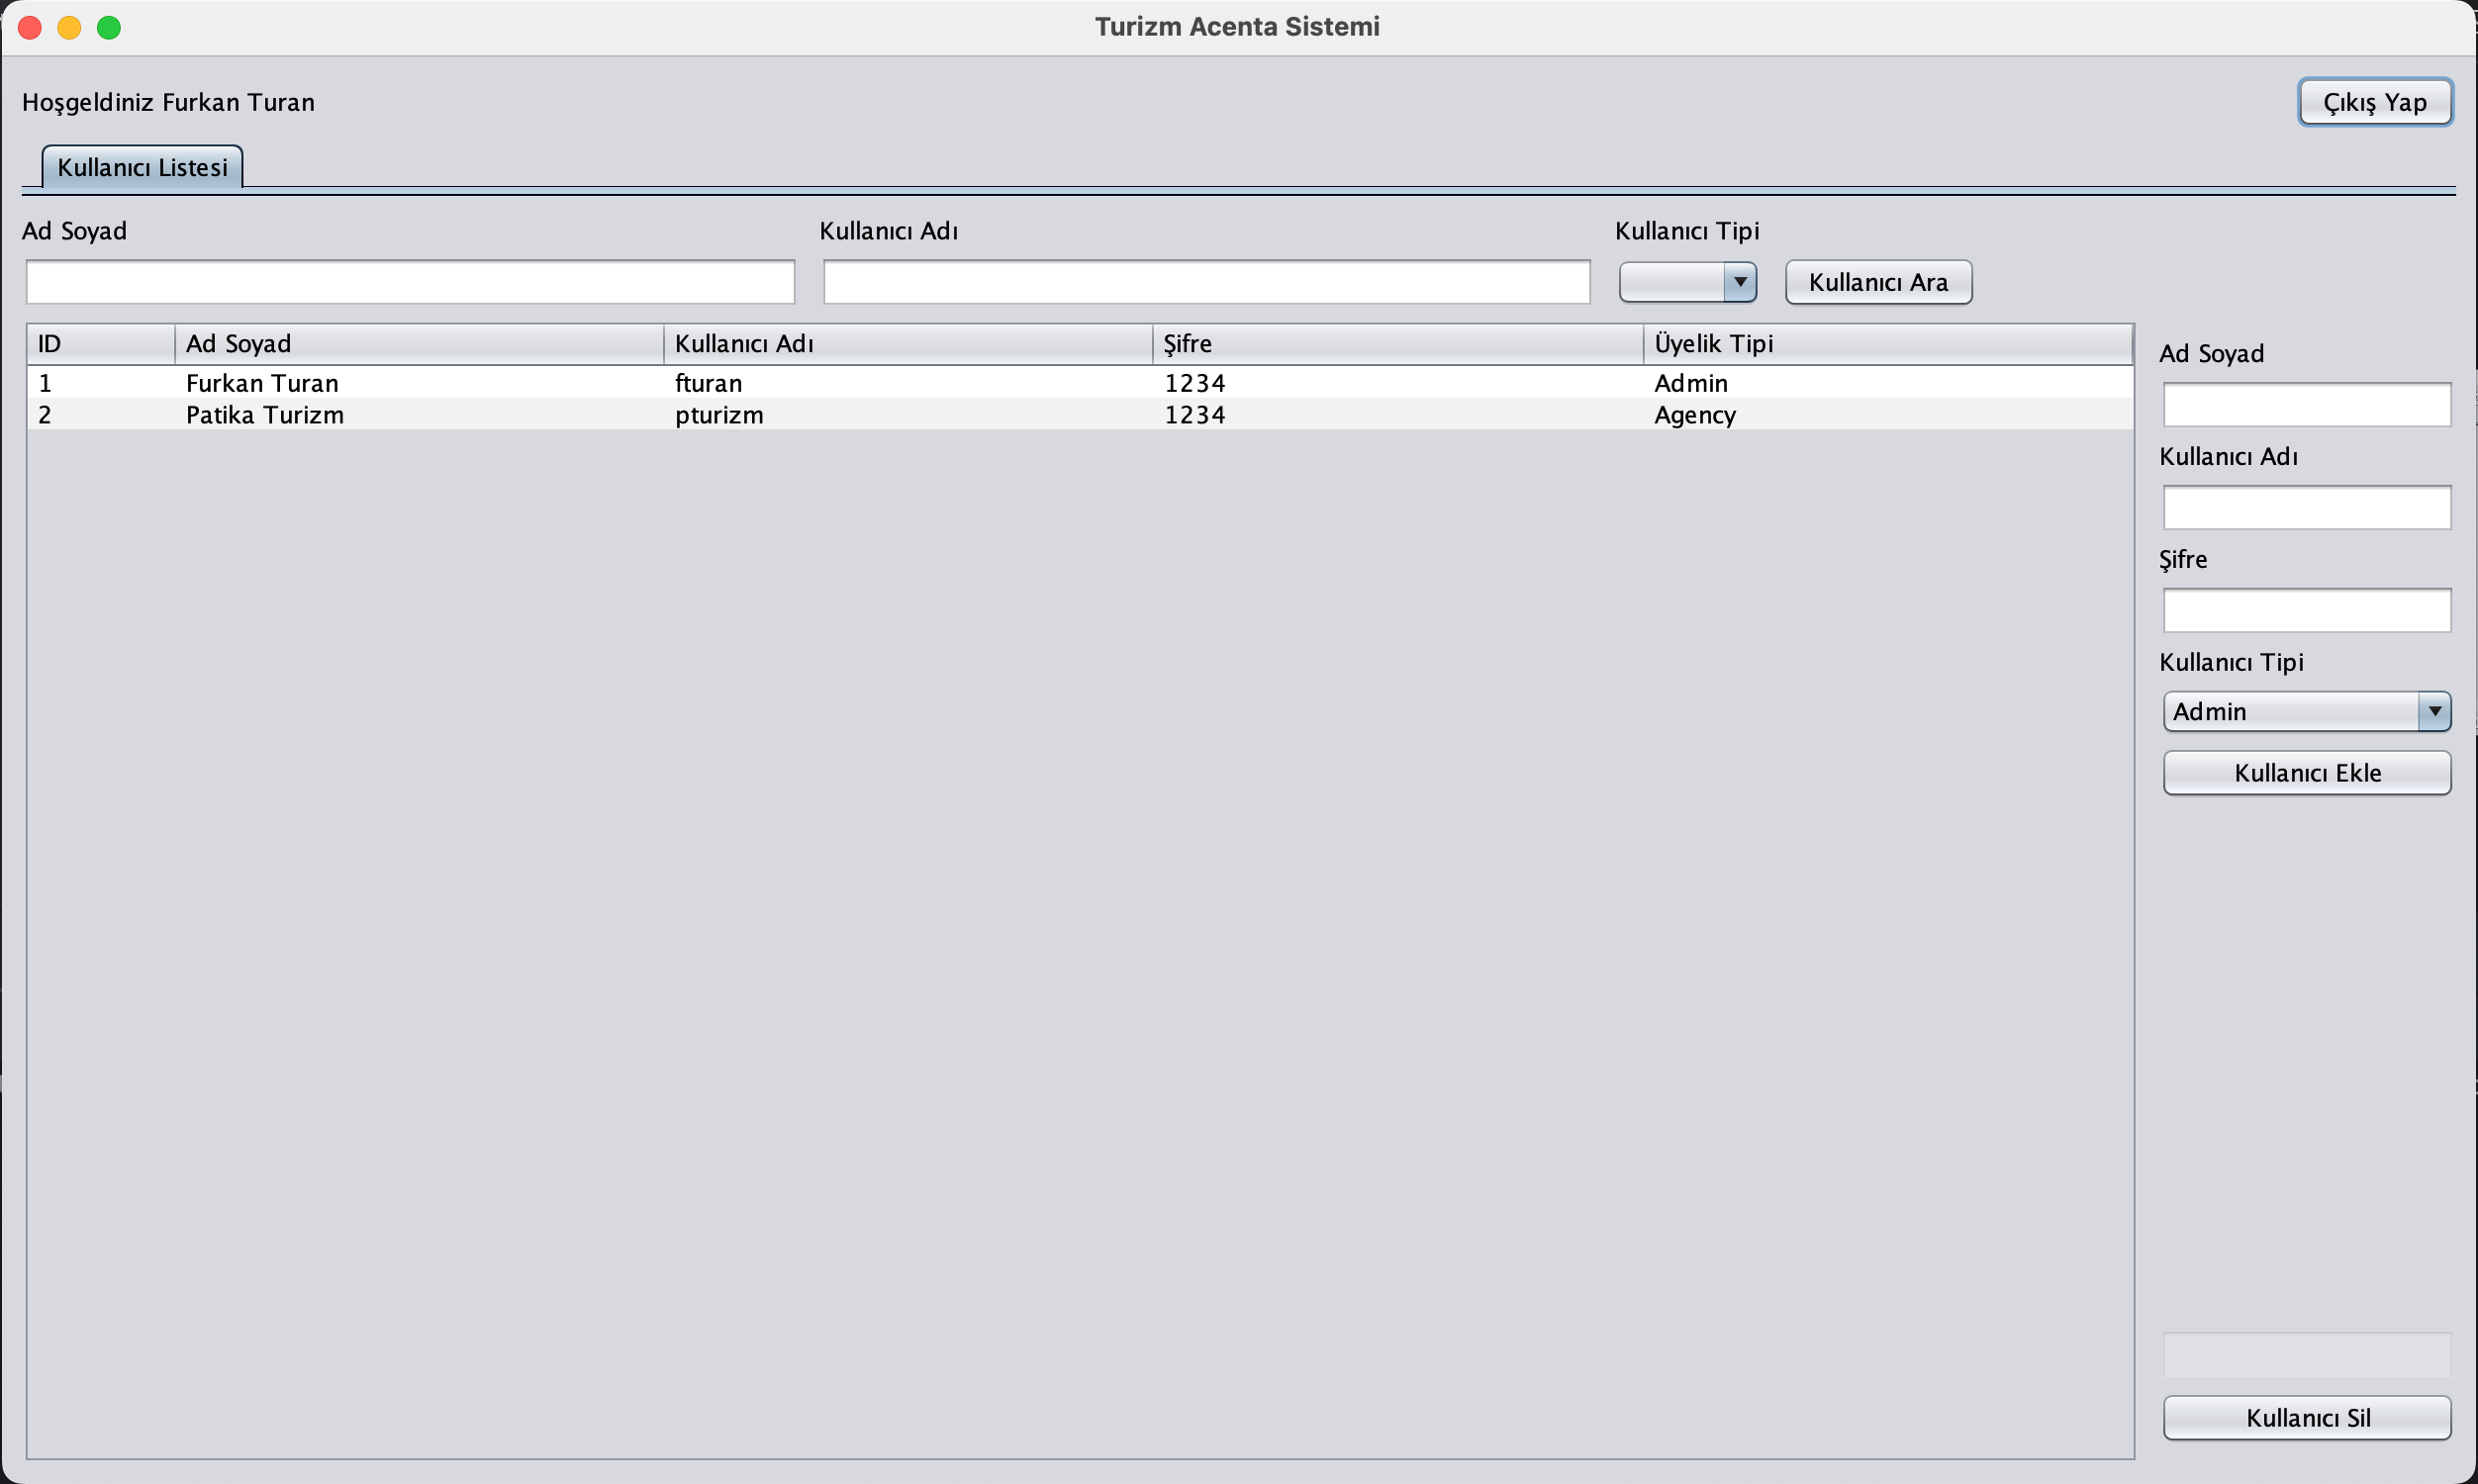 Turizm Acenta Sistemi
Hoşgeldiniz Furkan Turan
Çıkış Yap
Kullanıcı Listesi
Ad Soyad Kullanıcı Adı Kullanıcı Tipi
Kullanıcı Ara
ID Ad Soyad Kullanıcı Adı Şifre Üyelik Tipi
1 Furkan Turan fturan 1234 Admin
2 Patika Turizm pturizm 1234 Agency
Ad Soyad
Kullanıcı Adı
Şifre
Kullanıcı Tipi
Admin
Kullanıcı Ekle
Kullanıcı Sil